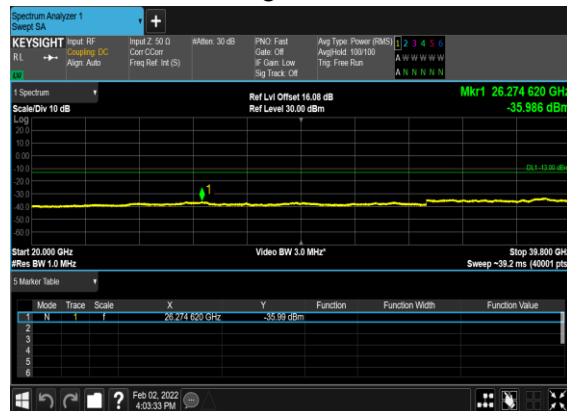 Spectrum Analyzer 1
Swept SA
+
KEYSIGHT Input: RF Input Z: 50 Ω #Atten: 30 dB PNO: Fast Avg Type: Power (RMS) 1 2 3 4 5 6
RL Coupling: DC Corr CCorr Gate: Off Avg|Hold: 100/100 A W W W W W
Align: Auto Freq Ref: Int (S) IF Gain: Low Trig: Free Run
LXI Sig Track: Off A N N N N N
1 Spectrum Ref Lvl Offset 16.08 dB Mkr1 26.274 620 GHz
Scale/Div 10 dB Ref Level 30.00 dBm -35.986 dBm
Log
20.0
10.0
0.00
-10.0 DL1 -13.00 dBm
-20.0
-30.0 1
-40.0
-50.0
-60.0
Start 20.000 GHz Video BW 3.0 MHz* Stop 39.800 GHz
#Res BW 1.0 MHz Sweep ~39.2 ms (40001 pts)
5 Marker Table
Mode Trace Scale X Y Function Function Width Function Value
1 N 1 f 26.274 620 GHz -35.99 dBm
2
3
4
5
6
? Feb 02, 2022
4:03:33 PM